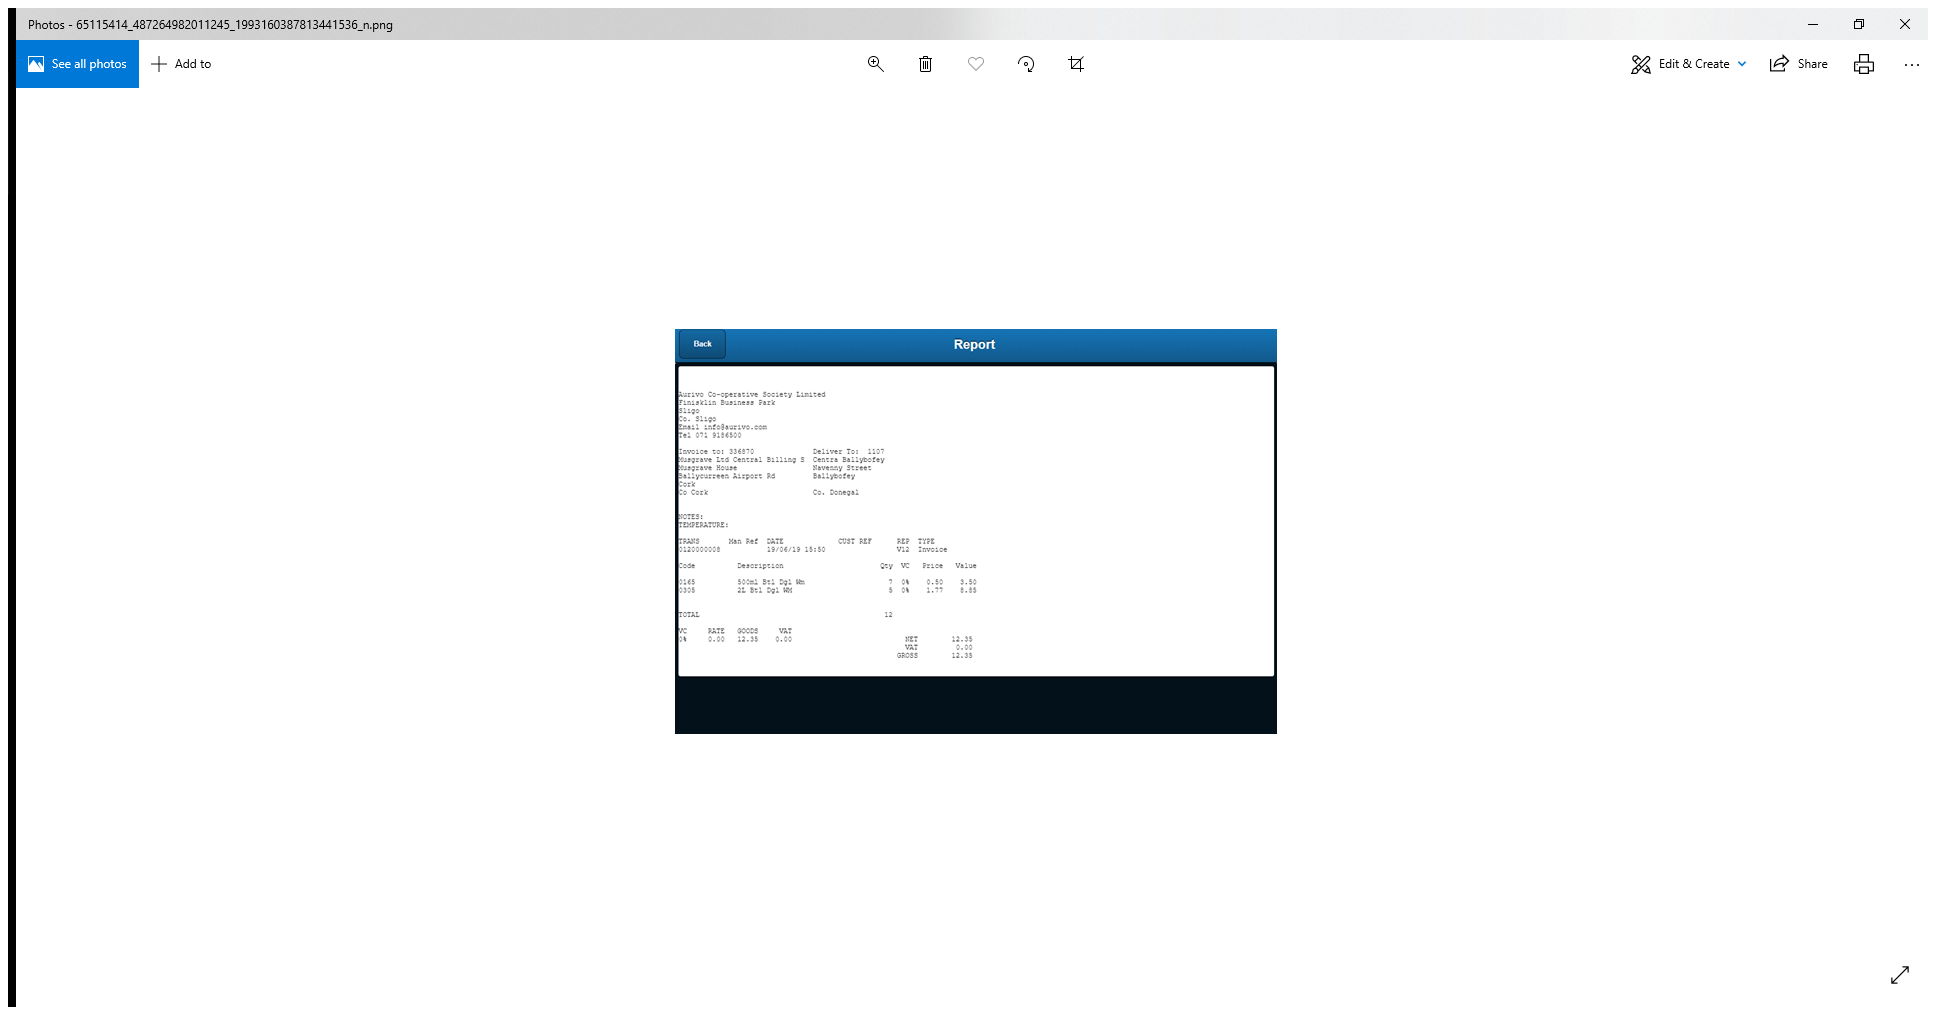 Photos - 65115414_487264982011245_1993160387813441536_n.png
See all photos Add to Edit & Create Share
Back Report
Aurivo Co-operative Society Limited
Finisklin Business Park
Sligo
Co. Sligo
Email info@aurivo.com
Tel 071 9186500
Invoice to: 336870 Deliver To: 1107
Musgrave Ltd Central Billing S Centra Ballybofey
Musgrave House Navenny Street
Ballycurreen Airport Rd Ballybofey
Cork
Co Cork Co. Donegal
NOTES:
TEMPERATURE:
TRANS Man Ref DATE CUST REF REP TYPE
0120000008 19/06/19 15:50 V12 Invoice
Code Description Qty VC Price Value
0165 500ml Btl Dgl Wm 7 0% 0.50 3.50
0305 2L Btl Dgl WM 5 0% 1.77 8.85
TOTAL 12
VC RATE GOODS VAT
0% 0.00 12.35 0.00 NET 12.35
VAT 0.00
GROSS 12.35